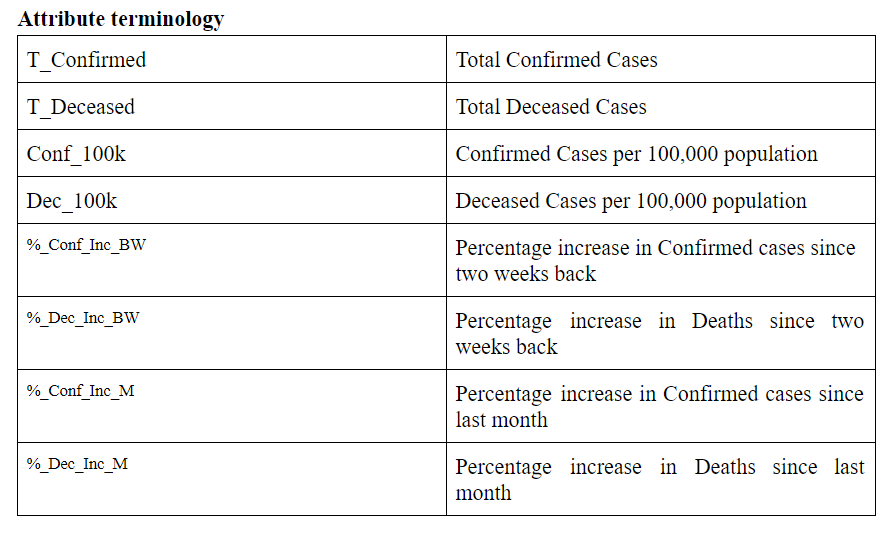 Attribute terminology
T_Confirmed
Total Confirmed Cases
T_Deceased
Total Deceased Cases
Conf_100k
Confirmed Cases per 100,000 population
Dec_100k
Deceased Cases per 100,000 population
%_Conf_Inc_BW
Percentage increase in Confirmed cases since
two weeks back
%_Dec_Inc_BW
Percentage increase in Deaths since two
weeks back
%_Conf_Inc_M
Percentage increase in Confirmed cases since
last month
%_Dec_Inc_M
Percentage increase in Deaths since last
month